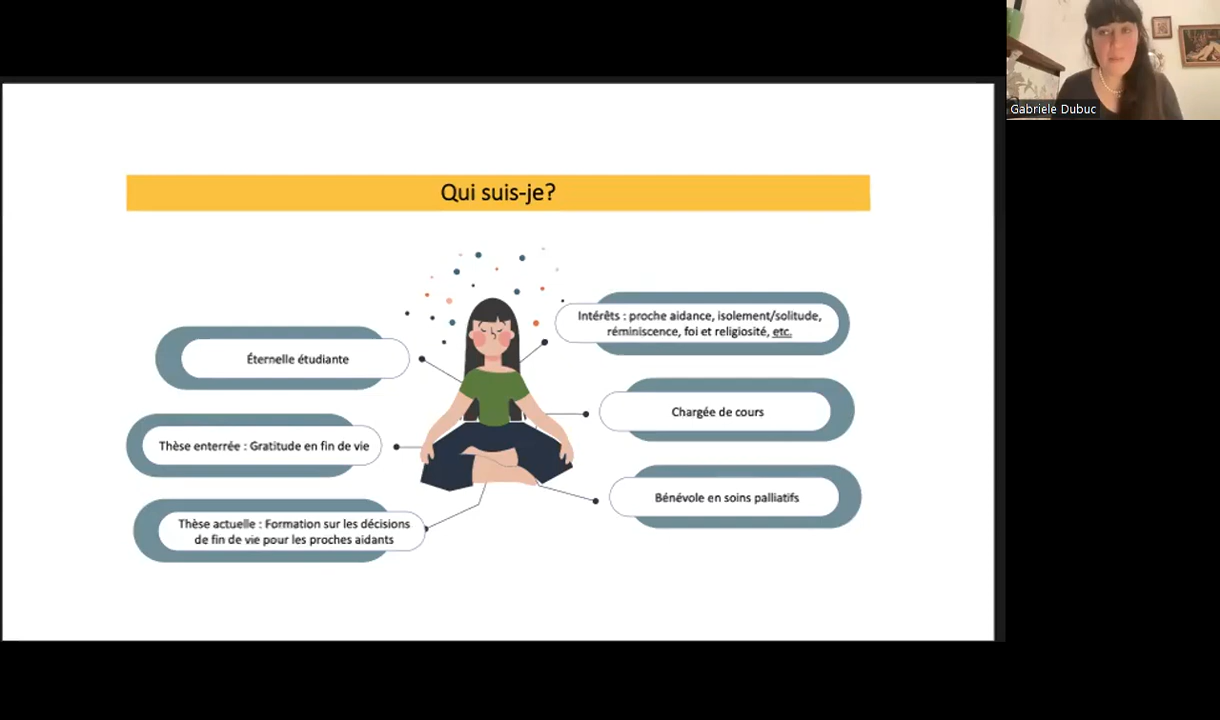 Gabriele Dubuc
Qui suis-je?
Éternelle étudiante
Thèse enterrée : Gratitude en fin de vie
Thèse actuelle : Formation sur les décisions
de fin de vie pour les proches aidants
Intérêts : proche aidance, isolement/solitude,
réminiscence, foi et religiosité, etc.
Chargée de cours
Bénévole en soins palliatifs